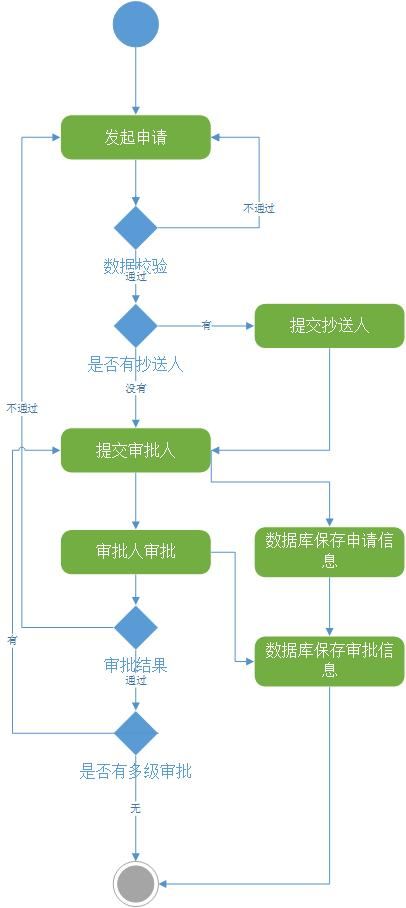 发起申请
不通过
数据校验
通过
是否有抄送人
有
提交抄送人
没有
不通过
提交审批人
审批人审批
数据库保存申请信
息
有
审批结果
通过
数据库保存审批信
息
是否有多级审批
无